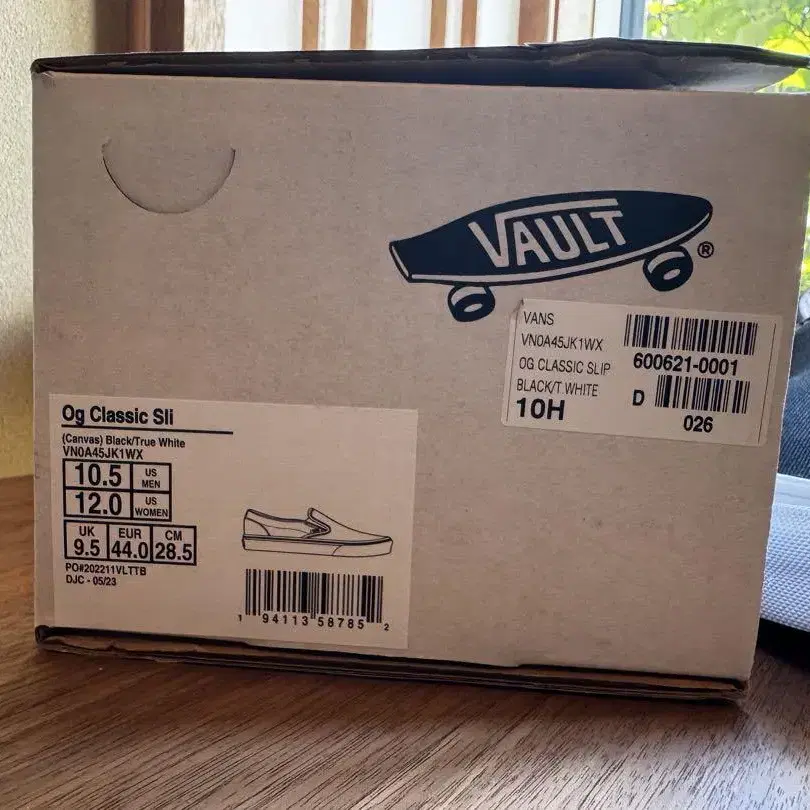 VAULT ®
VANS
VN0A45JK1WX
OG CLASSIC SLIP
BLACK/T WHITE
10H
600621-0001
D
026
Og Classic Sli
(Canvas) Black/True White
VN0A45JK1WX
10.5 US MEN
12.0 US WOMEN
UK EUR CM
9.5 44.0 28.5
PO#202211VLTTB
DJC - 05/23
1 94113 58785 2